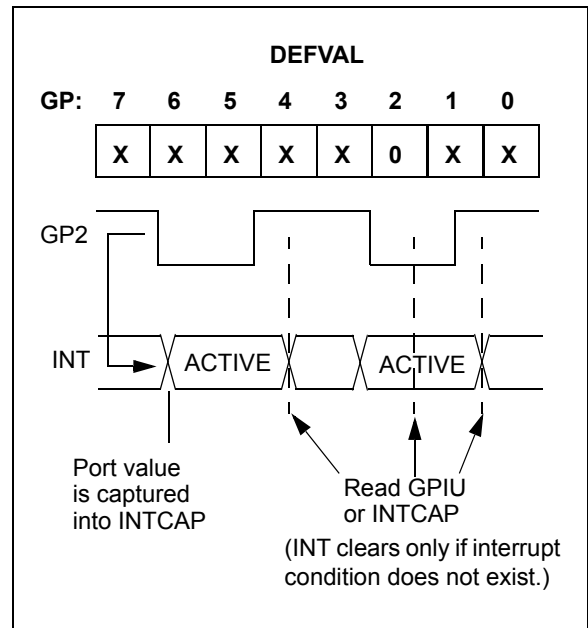 DEFVAL
GP: 7 6 5 4 3 2 1 0
X X X X X 0 X X
GP2
INT
ACTIVE
ACTIVE
Port value
is captured
into INTCAP
Read GPIU
or INTCAP
(INT clears only if interrupt
condition does not exist.)